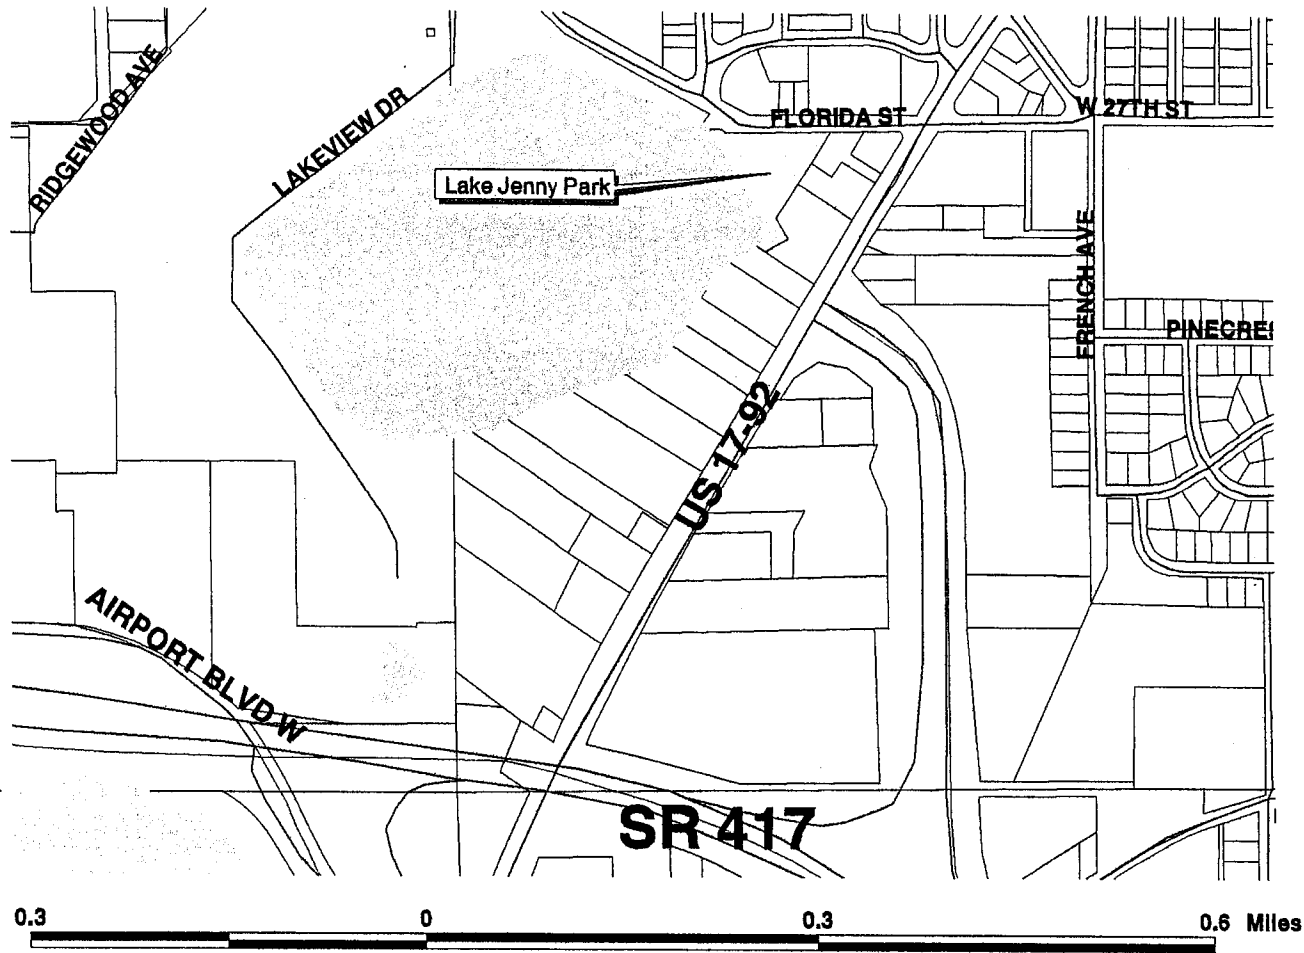 RIDGEWOOD AVE
LAKEVIEW DR
FLORIDA ST
W 27TH ST
Lake Jenny Park
FRENCH AVE
PINECRES
US 17-92
AIRPORT BLVD W
SR 417
0.3 0 0.3 0.6 Miles